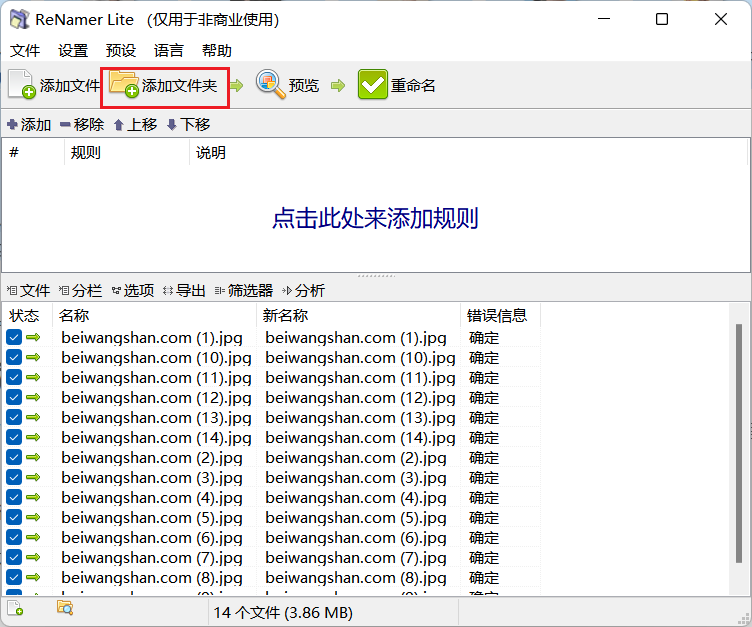 ReNamer Lite （仅用于非商业使用）
文件 设置 预设 语言 帮助
添加文件 添加文件夹 预览 重命名
添加 移除 上移 下移
# 规则 说明
点击此处来添加规则
文件 分栏 选项 导出 筛选器 分析
状态 名称 新名称 错误信息
beiwangshan.com (1).jpg beiwangshan.com (1).jpg 确定
beiwangshan.com (10).jpg beiwangshan.com (10).jpg 确定
beiwangshan.com (11).jpg beiwangshan.com (11).jpg 确定
beiwangshan.com (12).jpg beiwangshan.com (12).jpg 确定
beiwangshan.com (13).jpg beiwangshan.com (13).jpg 确定
beiwangshan.com (14).jpg beiwangshan.com (14).jpg 确定
beiwangshan.com (2).jpg beiwangshan.com (2).jpg 确定
beiwangshan.com (3).jpg beiwangshan.com (3).jpg 确定
beiwangshan.com (4).jpg beiwangshan.com (4).jpg 确定
beiwangshan.com (5).jpg beiwangshan.com (5).jpg 确定
beiwangshan.com (6).jpg beiwangshan.com (6).jpg 确定
beiwangshan.com (7).jpg beiwangshan.com (7).jpg 确定
beiwangshan.com (8).jpg beiwangshan.com (8).jpg 确定
14 个文件 (3.86 MB)